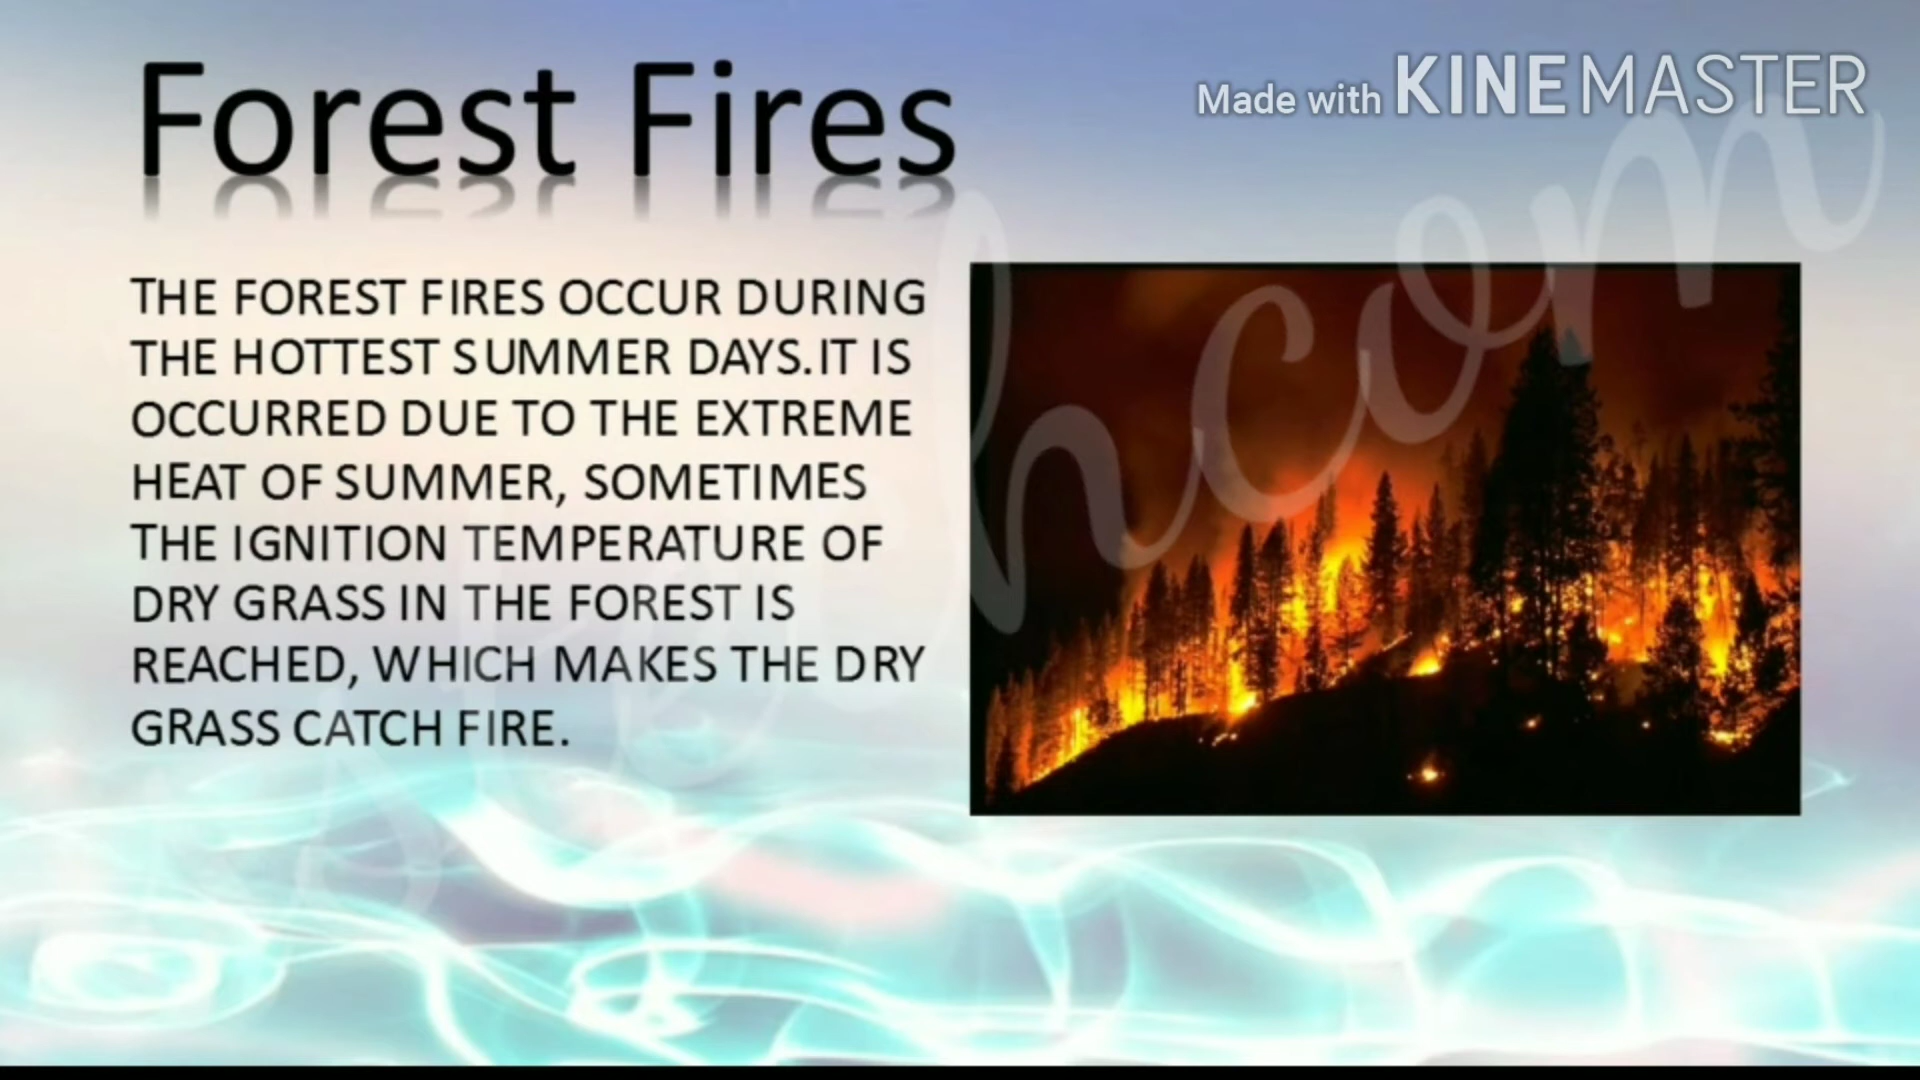 Forest Fires
Made with KINEMASTER
THE FOREST FIRES OCCUR DURING
THE HOTTEST SUMMER DAYS.IT IS
OCCURRED DUE TO THE EXTREME
HEAT OF SUMMER, SOMETIMES
THE IGNITION TEMPERATURE OF
DRY GRASS IN THE FOREST IS
REACHED, WHICH MAKES THE DRY
GRASS CATCH FIRE.